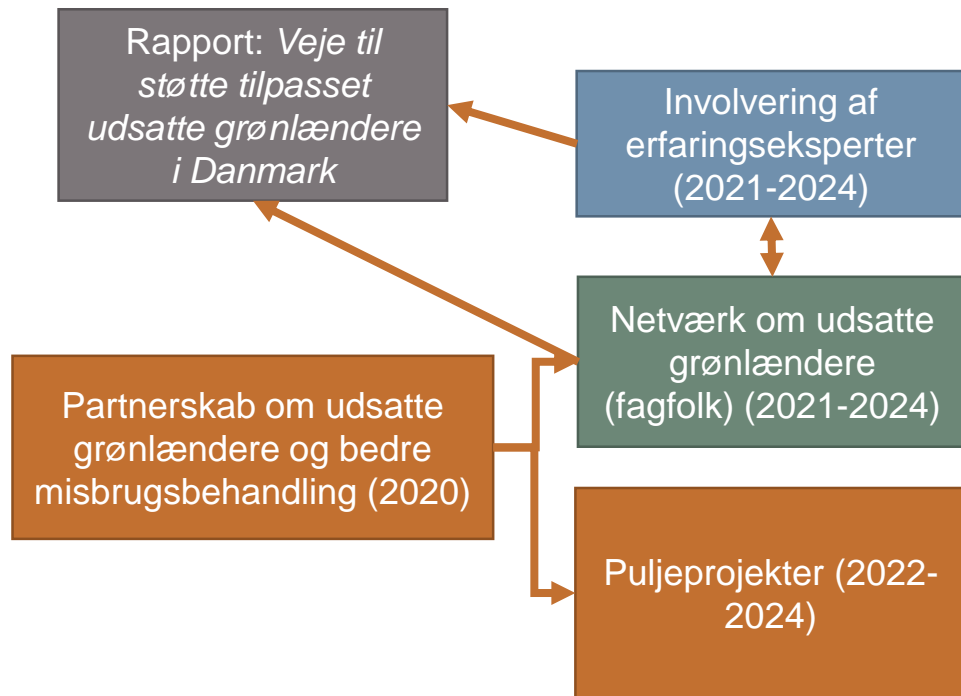 Rapport: Veje til
støtte tilpasset
udsatte grønlændere
i Danmark
Involvering af
erfaringseksperter
(2021-2024)
Netværk om udsatte
grønlændere
(fagfolk) (2021-2024)
Partnerskab om udsatte
grønlændere og bedre
misbrugsbehandling (2020)
Puljeprojekter (2022-
2024)